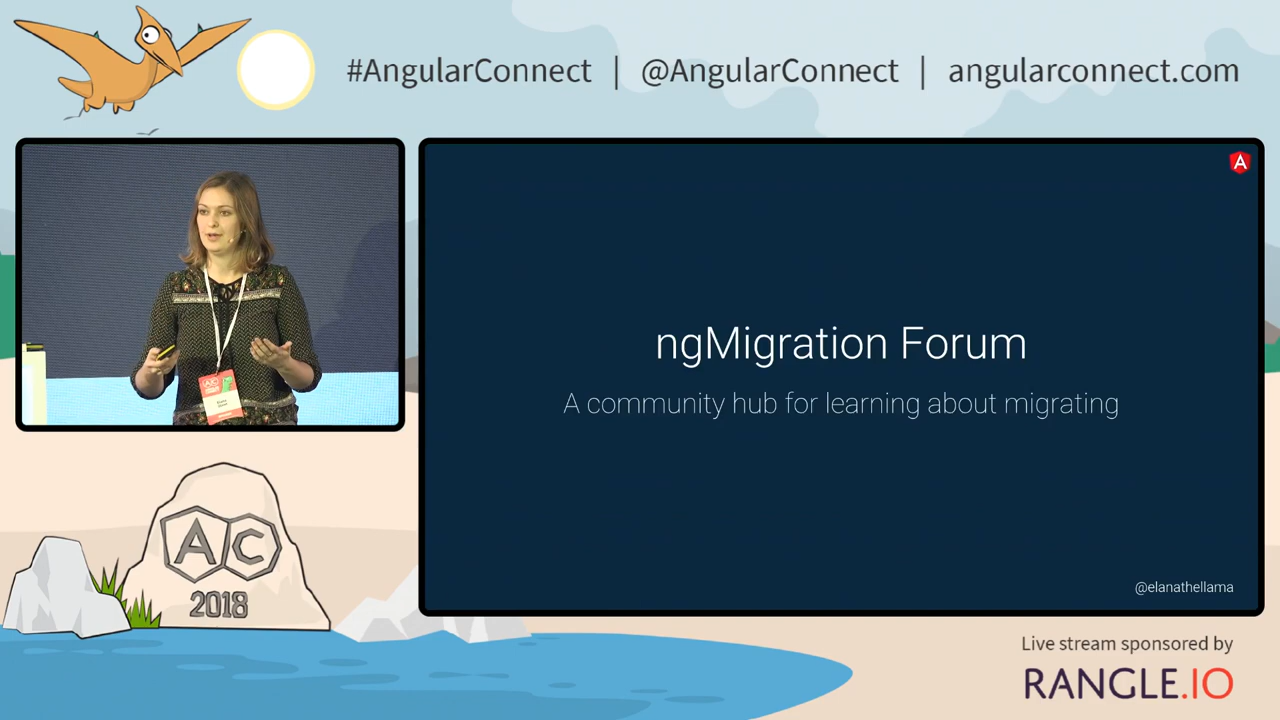 #AngularConnect | @AngularConnect | angularconnect.com
A
ngMigration Forum
A community hub for learning about migrating
@elanathellama
AC
2018
Live stream sponsored by
RANGLE.IO